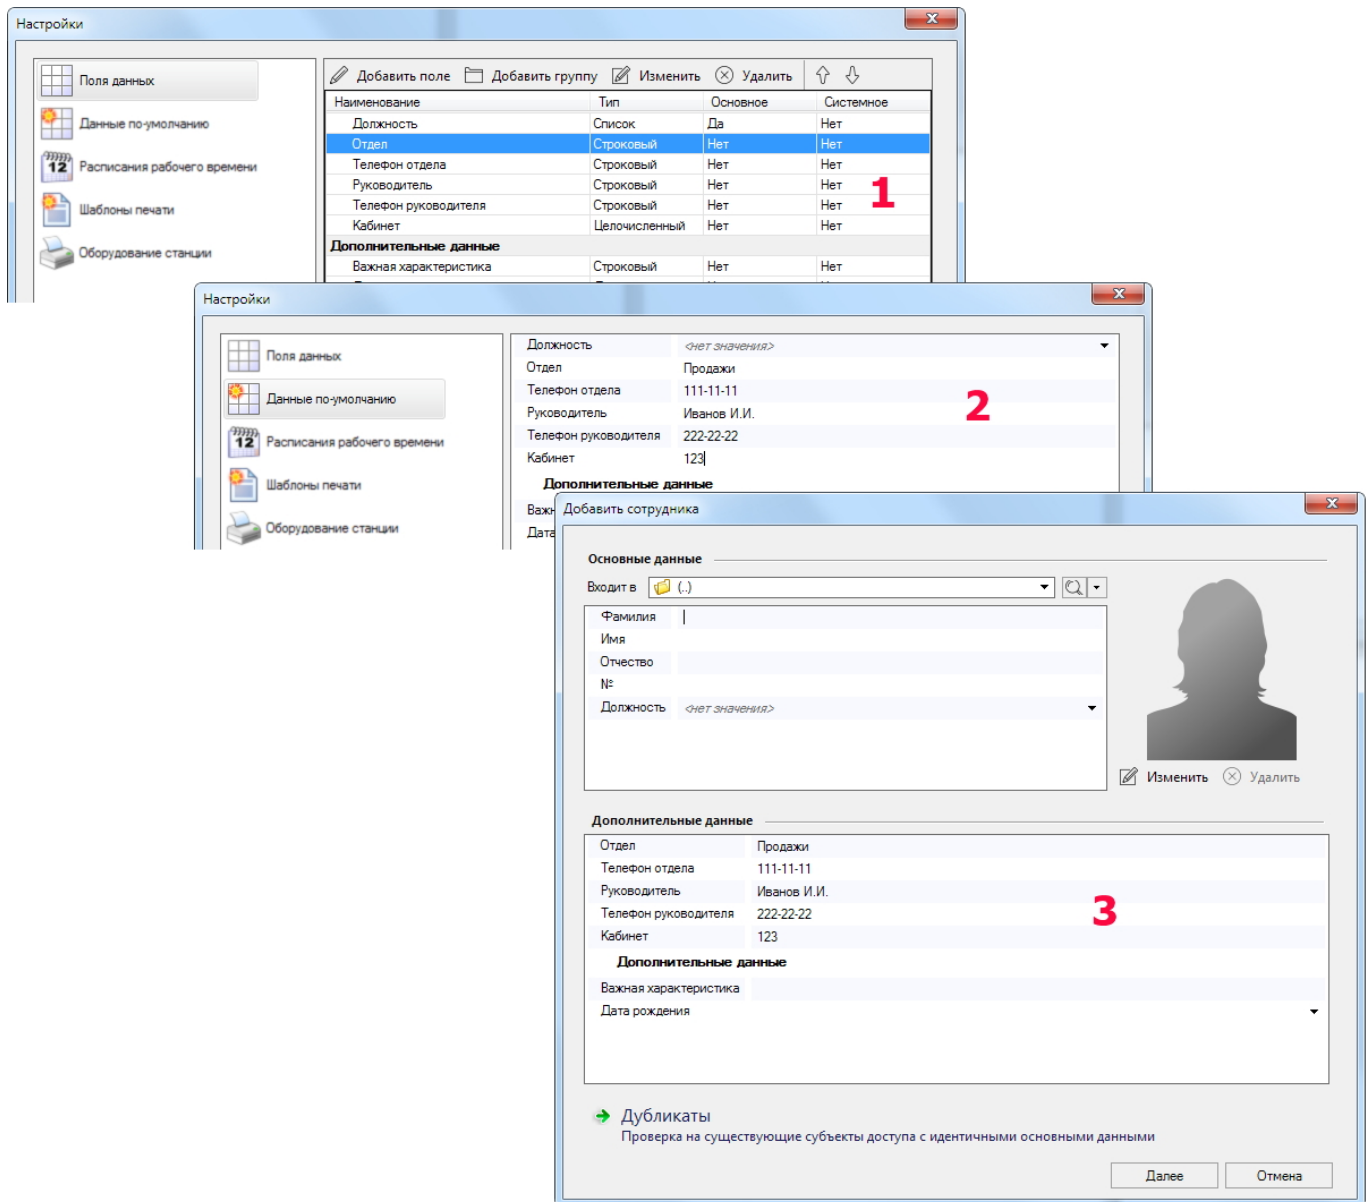 Настройки
Поля данных
Данные по-умолчанию
Расписания рабочего времени
Шаблоны печати
Оборудование станции
Добавить поле Добавить группу Изменить Удалить
Наименование Тип Основное Системное
Должность Список Да Нет
Отдел Строковый Нет Нет
Телефон отдела Строковый Нет Нет
Руководитель Строковый Нет Нет
Телефон руководителя Строковый Нет Нет
Кабинет Целочисленный Нет Нет
Дополнительные данные
Важная характеристика Строковый Нет Нет
1
Настройки
Поля данных
Данные по-умолчанию
12 Расписания рабочего времени
Шаблоны печати
Оборудование станции
Должность <нет значения>
Отдел Продажи
Телефон отдела 111-11-11
Руководитель Иванов И.И.
Телефон руководителя 222-22-22
Кабинет 123
Дополнительные данные
Важн
Дата
2
Добавить сотрудника
Основные данные
Входит в (..)
Фамилия
Имя
Отчество
№
Должность <нет значения>
Изменить Удалить
Дополнительные данные
Отдел Продажи
Телефон отдела 111-11-11
Руководитель Иванов И.И.
Телефон руководителя 222-22-22
Кабинет 123
Дополнительные данные
Важная характеристика
Дата рождения
3
Дубликаты
Проверка на существующие субъекты доступа с идентичными основными данными
Далее Отмена